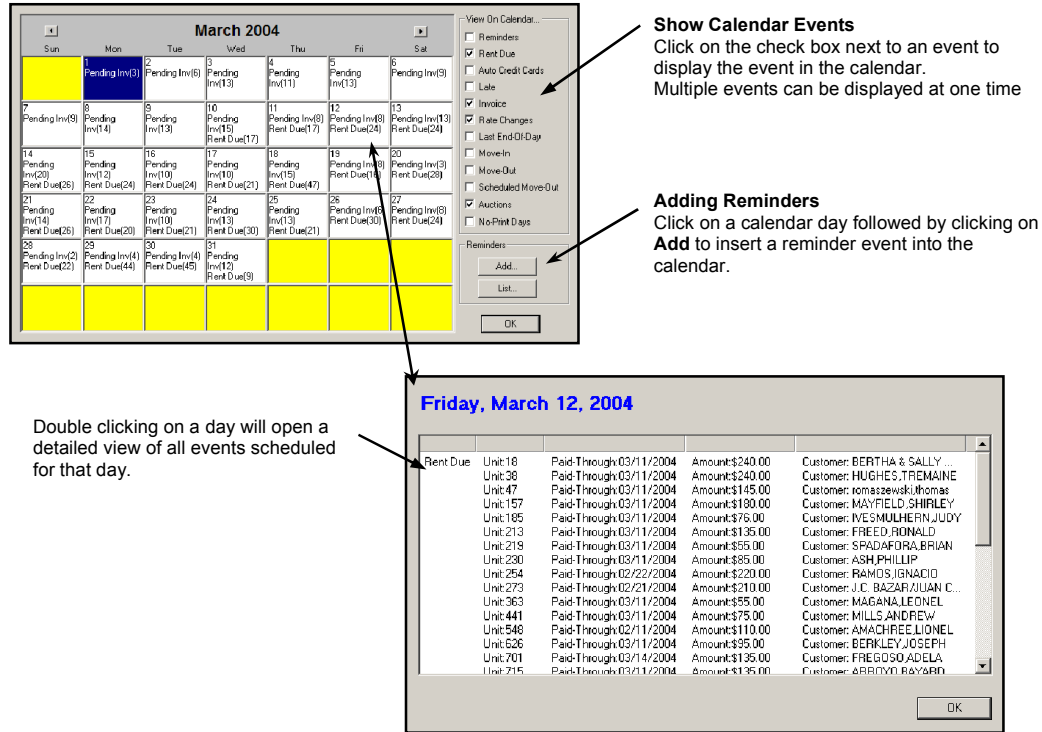 March 2004
Sun Mon Tue Wed Thu Fri Sat
1 Pending Inv(3)
2 Pending Inv(6)
3 Pending Inv(13)
4 Pending Inv(11)
5 Pending Inv(13)
6 Pending Inv(9)
7 Pending Inv(9)
8 Pending Inv(14)
9 Pending Inv(13)
10 Pending Inv(15) Rent Due(17)
11 Pending Inv(8) Rent Due(17)
12 Pending Inv(8) Rent Due(24)
13 Pending Inv(13) Rent Due(24)
14 Pending Inv(20) Rent Due(26)
15 Pending Inv(12) Rent Due(24)
16 Pending Inv(10) Rent Due(24)
17 Pending Inv(10) Rent Due(21)
18 Pending Inv(15) Rent Due(47)
19 Pending Inv(8) Rent Due(16)
20 Pending Inv(3) Rent Due(28)
21 Pending Inv(14) Rent Due(26)
22 Pending Inv(17) Rent Due(20)
23 Pending Inv(10) Rent Due(21)
24 Pending Inv(13) Rent Due(30)
25 Pending Inv(13) Rent Due(21)
26 Pending Inv(6) Rent Due(30)
27 Pending Inv(8) Rent Due(24)
28 Pending Inv(2) Rent Due(22)
29 Pending Inv(4) Rent Due(44)
30 Pending Inv(4) Rent Due(45)
31 Pending Inv(12) Rent Due(9)
View On Calendar...
Reminders
Rent Due
Auto Credit Cards
Late
Invoice
Rate Changes
Last End-Of-Day
Move-In
Move-Out
Scheduled Move-Out
Auctions
No-Print Days
Reminders
Add...
List...
OK
Show Calendar Events
Click on the check box next to an event to
display the event in the calendar.
Multiple events can be displayed at one time
Adding Reminders
Click on a calendar day followed by clicking on
Add to insert a reminder event into the
calendar.
Double clicking on a day will open a
detailed view of all events scheduled
for that day.
Friday, March 12, 2004
Rent Due Unit:18 Paid-Through:03/11/2004 Amount:$240.00 Customer: BERTHA & SALLY ...
Unit:38 Paid-Through:03/11/2004 Amount:$240.00 Customer: HUGHES,TREMAINE
Unit:47 Paid-Through:03/11/2004 Amount:$145.00 Customer: romaszewski,thomas
Unit:157 Paid-Through:03/11/2004 Amount:$180.00 Customer: MAYFIELD,SHIRLEY
Unit:185 Paid-Through:03/11/2004 Amount:$76.00 Customer: IVESMULHERN,JUDY
Unit:213 Paid-Through:03/11/2004 Amount:$135.00 Customer: FREED,RONALD
Unit:219 Paid-Through:03/11/2004 Amount:$55.00 Customer: SPADAFORA,BRIAN
Unit:230 Paid-Through:03/11/2004 Amount:$85.00 Customer: ASH,PHILLIP
Unit:254 Paid-Through:02/22/2004 Amount:$220.00 Customer: RAMOS,IGNACIO
Unit:273 Paid-Through:02/21/2004 Amount:$210.00 Customer: J.C. BAZAR/JUAN C...
Unit:363 Paid-Through:03/11/2004 Amount:$55.00 Customer: MAGANA,LEONEL
Unit:441 Paid-Through:03/11/2004 Amount:$75.00 Customer: MILLS,ANDREW
Unit:548 Paid-Through:02/11/2004 Amount:$110.00 Customer: AMACHREE,LIONEL
Unit:626 Paid-Through:03/11/2004 Amount:$95.00 Customer: BERKLEY,JOSEPH
Unit:701 Paid-Through:03/14/2004 Amount:$135.00 Customer: FREGOSO,ADELA
Unit:715 Paid-Through:03/11/2004 Amount:$135.00 Customer: ARROYO,BAYARD
OK